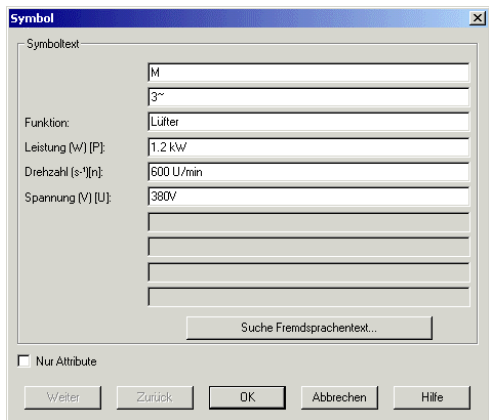 Symbol
Symboltext
M
3~
Funktion: Lüfter
Leistung (W) [P]: 1.2 kW
Drehzahl (s-¹)[n]: 600 U/min
Spannung (V) [U]: 380V
Suche Fremdsprachentext...
Nur Attribute
Weiter Zurück OK Abbrechen Hilfe